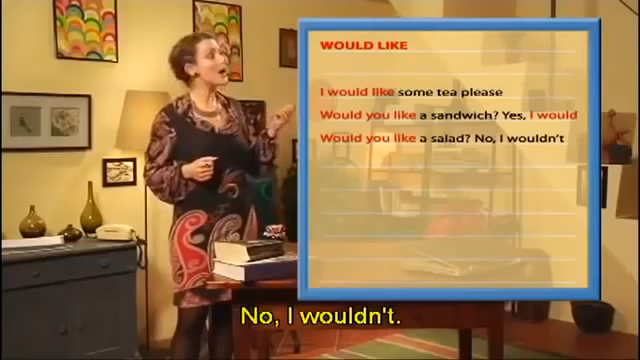 WOULD LIKE
I would like some tea please
Would you like a sandwich? Yes, I would
Would you like a salad? No, I wouldn't
No, I wouldn't.